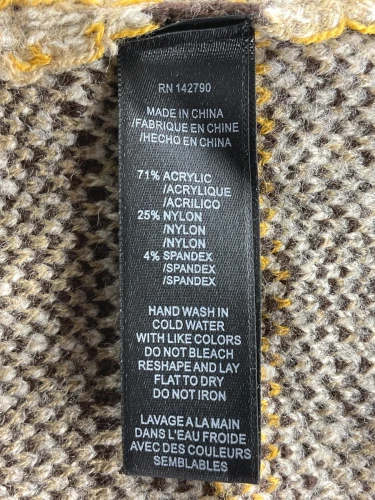 RN 142790
MADE IN CHINA
/FABRIQUE EN CHINE
/HECHO EN CHINA
71% ACRYLIC
/ACRYLIQUE
/ACRILICO
25% NYLON
/NYLON
/NYLON
4% SPANDEX
/SPANDEX
/SPANDEX
HAND WASH IN
COLD WATER
WITH LIKE COLORS
DO NOT BLEACH
RESHAPE AND LAY
FLAT TO DRY
DO NOT IRON
LAVAGE A LA MAIN
DANS L'EAU FROIDE
AVEC DES COULEURS
SEMBLABLES